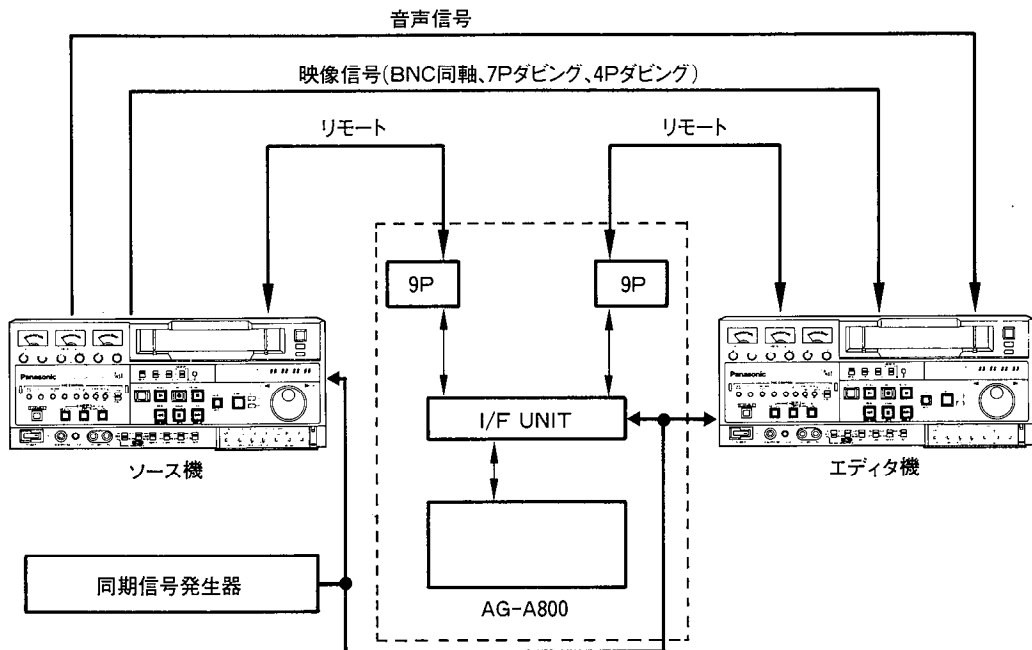 音声信号
映像信号(BNC同軸、7Pダビング、4Pダビング)
リモート
リモート
9P
9P
Panasonic
Panasonic
I/F UNIT
ソース機
エディタ機
同期信号発生器
AG-A800